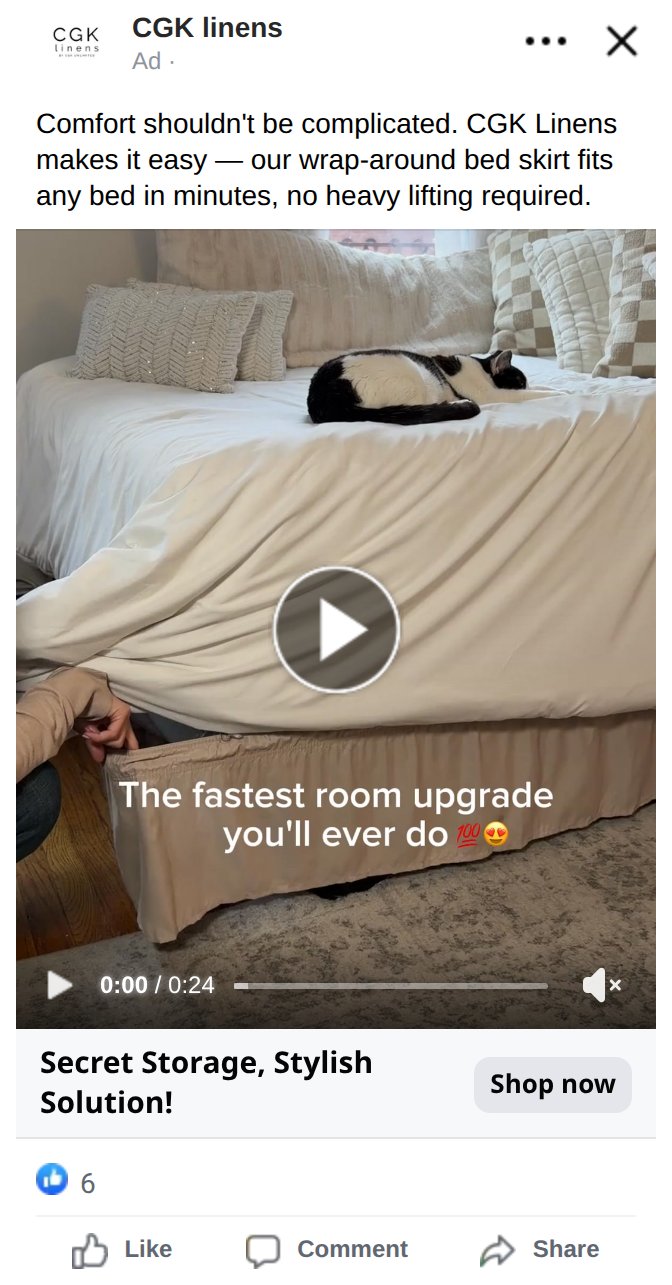 CGK
linens
CGK linens
Ad ·
Comfort shouldn't be complicated. CGK Linens
makes it easy — our wrap-around bed skirt fits
any bed in minutes, no heavy lifting required.
The fastest room upgrade
you'll ever do 💯😍
0:00 / 0:24
Secret Storage, Stylish
Solution!
Shop now
6
Like
Comment
Share